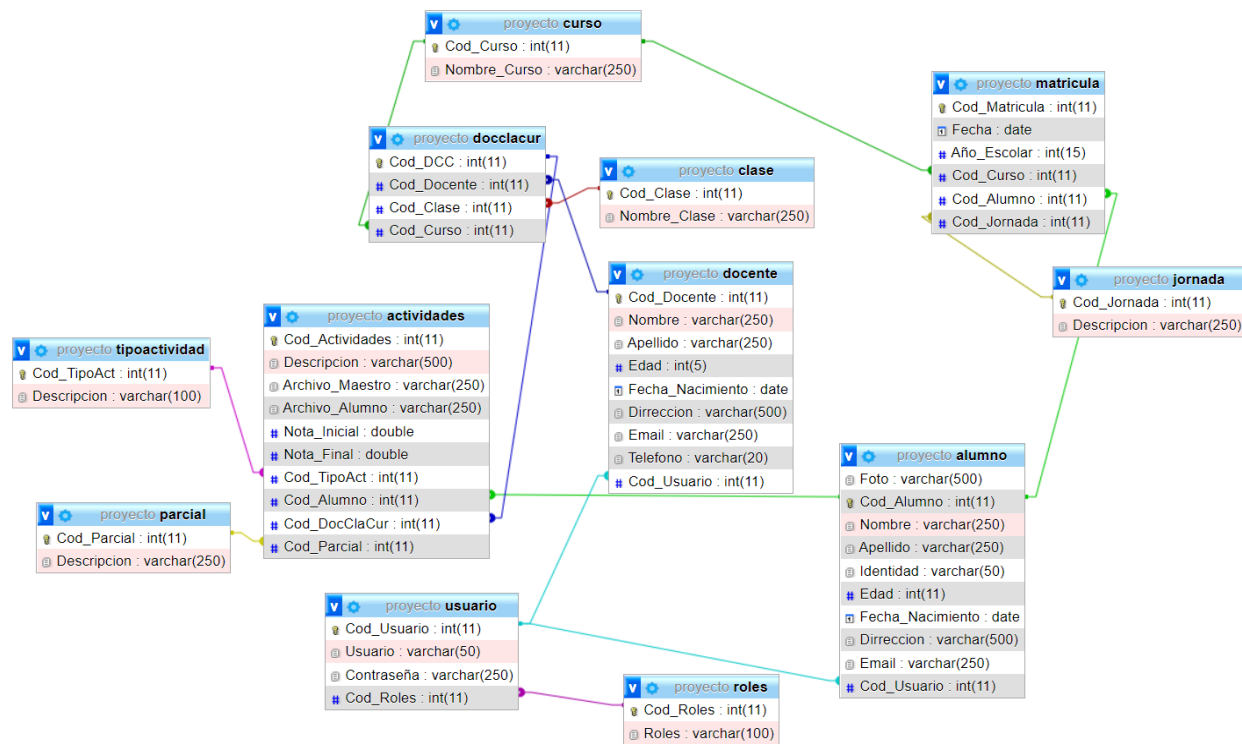 proyecto curso
Cod_Curso : int(11)
Nombre_Curso : varchar(250)
proyecto matricula
Cod_Matricula : int(11)
Fecha : date
Año_Escolar : int(15)
Cod_Curso : int(11)
Cod_Alumno : int(11)
Cod_Jornada : int(11)
proyecto docclacur
Cod_DCC : int(11)
Cod_Docente : int(11)
Cod_Clase : int(11)
Cod_Curso : int(11)
proyecto clase
Cod_Clase : int(11)
Nombre_Clase : varchar(250)
proyecto docente
Cod_Docente : int(11)
Nombre : varchar(250)
Apellido : varchar(250)
Edad : int(5)
Fecha_Nacimiento : date
Dirreccion : varchar(500)
Email : varchar(250)
Telefono : varchar(20)
Cod_Usuario : int(11)
proyecto jornada
Cod_Jornada : int(11)
Descripcion : varchar(250)
proyecto actividades
Cod_Actividades : int(11)
Descripcion : varchar(500)
Archivo_Maestro : varchar(250)
Archivo_Alumno : varchar(250)
Nota_Inicial : double
Nota_Final : double
Cod_TipoAct : int(11)
Cod_Alumno : int(11)
Cod_DocClaCur : int(11)
Cod_Parcial : int(11)
proyecto tipoactividad
Cod_TipoAct : int(11)
Descripcion : varchar(100)
proyecto alumno
Foto : varchar(500)
Cod_Alumno : int(11)
Nombre : varchar(250)
Apellido : varchar(250)
Identidad : varchar(50)
Edad : int(11)
Fecha_Nacimiento : date
Dirreccion : varchar(500)
Email : varchar(250)
Cod_Usuario : int(11)
proyecto parcial
Cod_Parcial : int(11)
Descripcion : varchar(250)
proyecto usuario
Cod_Usuario : int(11)
Usuario : varchar(50)
Contraseña : varchar(250)
Cod_Roles : int(11)
proyecto roles
Cod_Roles : int(11)
Roles : varchar(100)